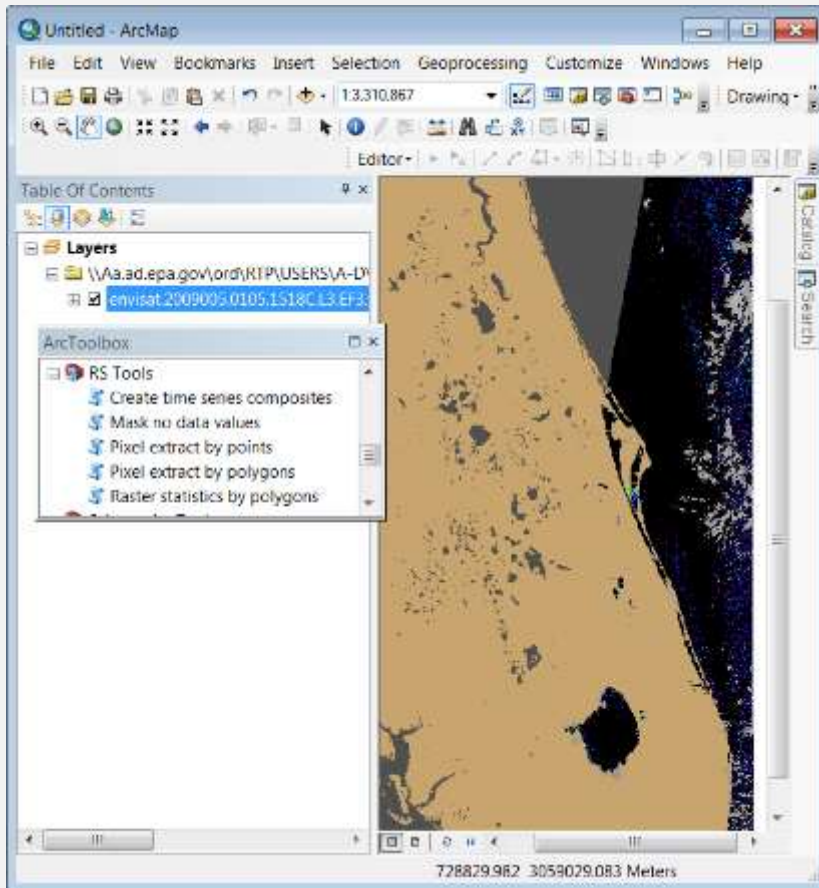 Untitled - ArcMap
File Edit View Bookmarks Insert Selection Geoprocessing Customize Windows Help
1:3,310,867
Drawing
Editor
Table Of Contents
Layers
\\Aa.ad.epa.gov\ord\RTP\USERS\A-D\
envisat.2009005.0105.1518C.L3.EF3.
ArcToolbox
RS Tools
Create time series composites
Mask no data values
Pixel extract by points
Pixel extract by polygons
Raster statistics by polygons
Catalog
Search
728829.982 3059029.083 Meters